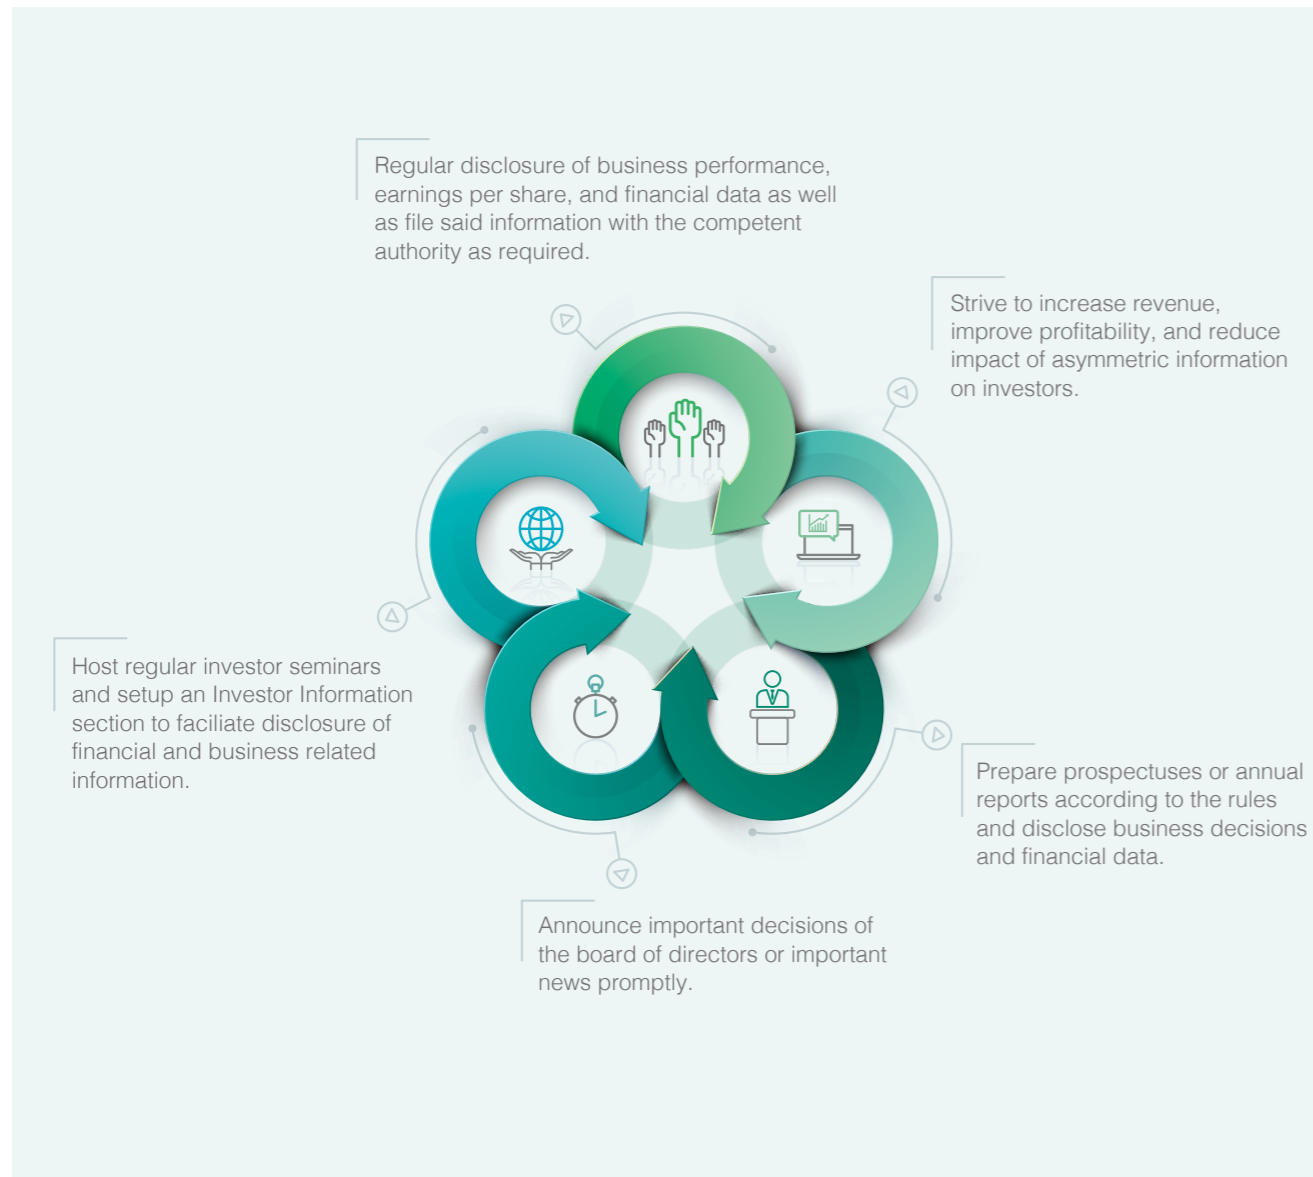 Regular disclosure of business performance,
earnings per share, and financial data as well
as file said information with the competent
authority as required.
Strive to increase revenue,
improve profitability, and reduce
impact of asymmetric information
on investors.
Host regular investor seminars
and setup an Investor Information
section to faciliate disclosure of
financial and business related
information.
Prepare prospectuses or annual
reports according to the rules
and disclose business decisions
and financial data.
Announce important decisions of
the board of directors or important
news promptly.